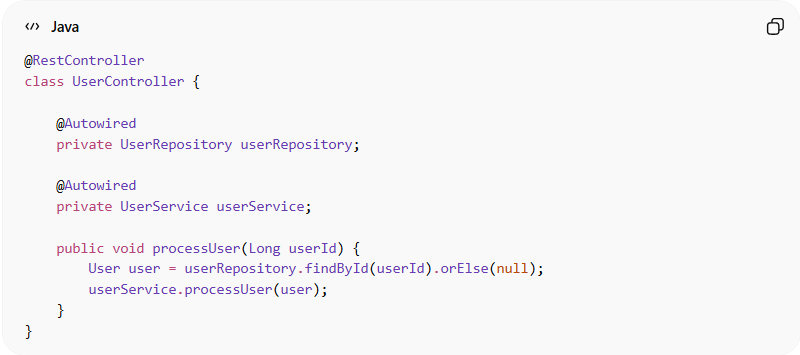 </> Java
@RestController
class UserController {
@Autowired
private UserRepository userRepository;
@Autowired
private UserService userService;
public void processUser(Long userId) {
User user = userRepository.findById(userId).orElse(null);
userService.processUser(user);
}
}